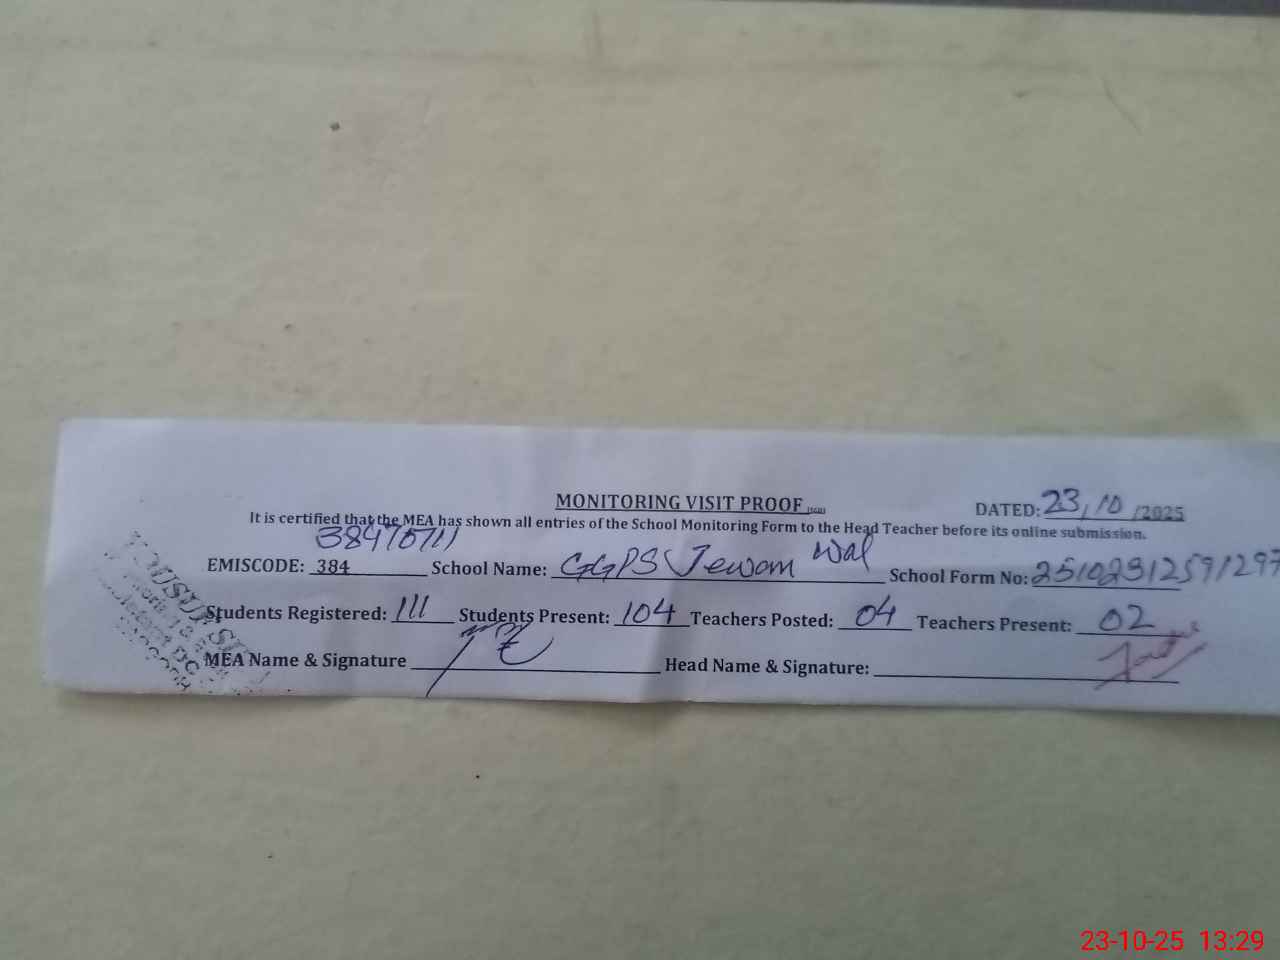 MONITORING VISIT PROOF
DATED: 23/10/2025
It is certified that the MEA has shown all entries of the School Monitoring Form to the Head Teacher before its online submission.
38470711
EMISCODE: 384 School Name: GGPS Jewam Wal School Form No: 25102312591297
Students Registered: 111 Students Present: 104 Teachers Posted: 04 Teachers Present: 02
MEA Name & Signature Head Name & Signature:
23-10-25 13:29